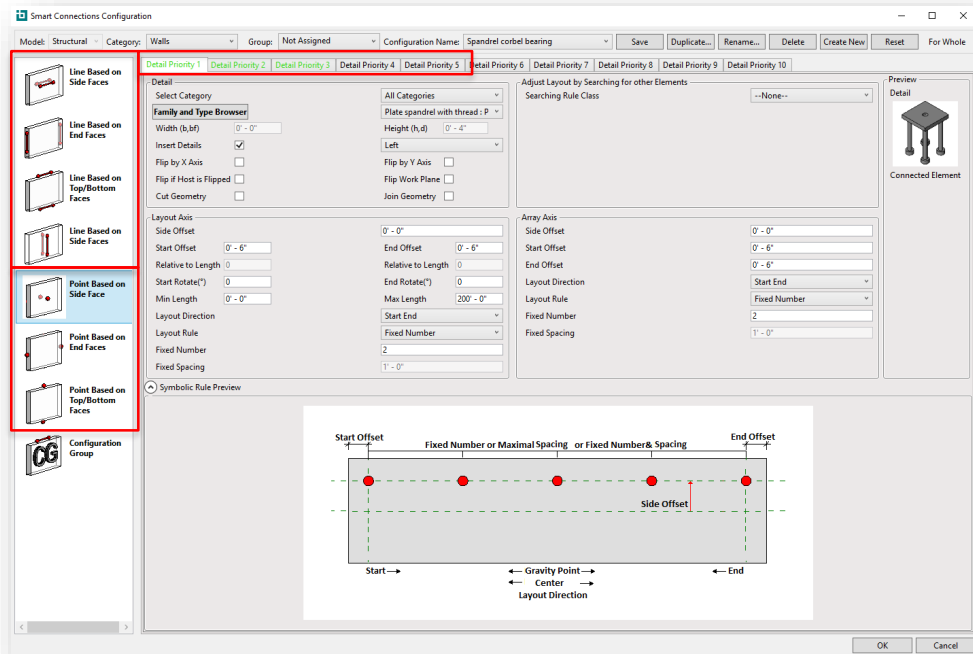 Smart Connections Configuration
Model: Structural Category: Walls Group: Not Assigned Configuration Name: Spandrel corbel bearing Save Duplicate... Rename... Delete Create New Reset For Whole
Line Based on
Side Faces
Line Based on
End Faces
Line Based on
Top/Bottom
Faces
Line Based on
Side Faces
Point Based on
Side Face
Point Based on
End Faces
Point Based on
Top/Bottom
Faces
CG
Configuration
Group
Detail Priority 1 Detail Priority 2 Detail Priority 3 Detail Priority 4 Detail Priority 5 Detail Priority 6 Detail Priority 7 Detail Priority 8 Detail Priority 9 Detail Priority 10
Detail
Select Category All Categories
Family and Type Browser Plate spandrel with thread : P
Width (b,bf) 0' - 0" Height (h,d) 0' - 4"
Insert Details Left
Flip by X Axis Flip by Y Axis
Flip if Host is Flipped Flip Work Plane
Cut Geometry Join Geometry
Adjust Layout by Searching for other Elements
Searching Rule Class --None--
Preview
Detail
Connected Element
Layout Axis
Side Offset 0' - 0"
Start Offset 0' - 6" End Offset 0' - 6"
Relative to Length 0 Relative to Length 0
Start Rotate(°) 0 End Rotate(°) 0
Min Length 0' - 0" Max Length 200' - 0"
Layout Direction Start End
Layout Rule Fixed Number
Fixed Number 2
Fixed Spacing 1' - 0"
Array Axis
Side Offset 0' - 0"
Start Offset 0' - 6"
End Offset 0' - 6"
Layout Direction Start End
Layout Rule Fixed Number
Fixed Number 2
Fixed Spacing 1' - 0"
Symbolic Rule Preview
Start Offset Fixed Number or Maximal Spacing or Fixed Number& Spacing End Offset
Side Offset
Start Gravity Point End
Center
Layout Direction
OK Cancel